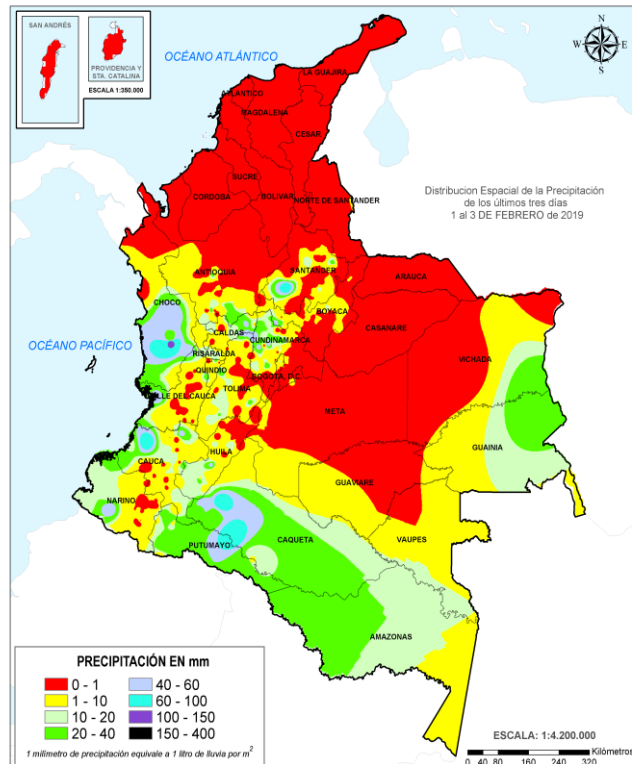 SAN ANDRÉS
PROVIDENCIA Y
STA. CATALINA
ESCALA 1:350.000
OCÉANO ATLÁNTICO
N
W E
S
LA GUAJIRA
ATLANTICO
MAGDALENA
CESAR
SUCRE
CORDOBA
BOLIVAR
NORTE DE SANTANDER
Distribucion Espacial de la Precipitación
de los últimos tres días
1 al 3 DE FEBRERO de 2019
ANTIOQUIA
SANTANDER
ARAUCA
CHOCO
BOYACA
CASANARE
OCÉANO PACÍFICO
CALDAS
CUNDINAMARCA
RISARALDA
VICHADA
QUINDIO
BOGOTA, D.C.
TOLIMA
VALLE DEL CAUCA
META
HUILA
CAUCA
GUAINIA
GUAVIARE
NARIÑO
CAQUETA
VAUPES
PUTUMAYO
AMAZONAS
PRECIPITACIÓN EN mm
0 - 1
40 - 60
1 - 10
60 - 100
10 - 20
100 - 150
20 - 40
150 - 400
1 milimetro de precipitación equivale a 1 litro de lluvia por m2
ESCALA: 1:4.200.000
Kilómetros
0 40 80 160 240 320